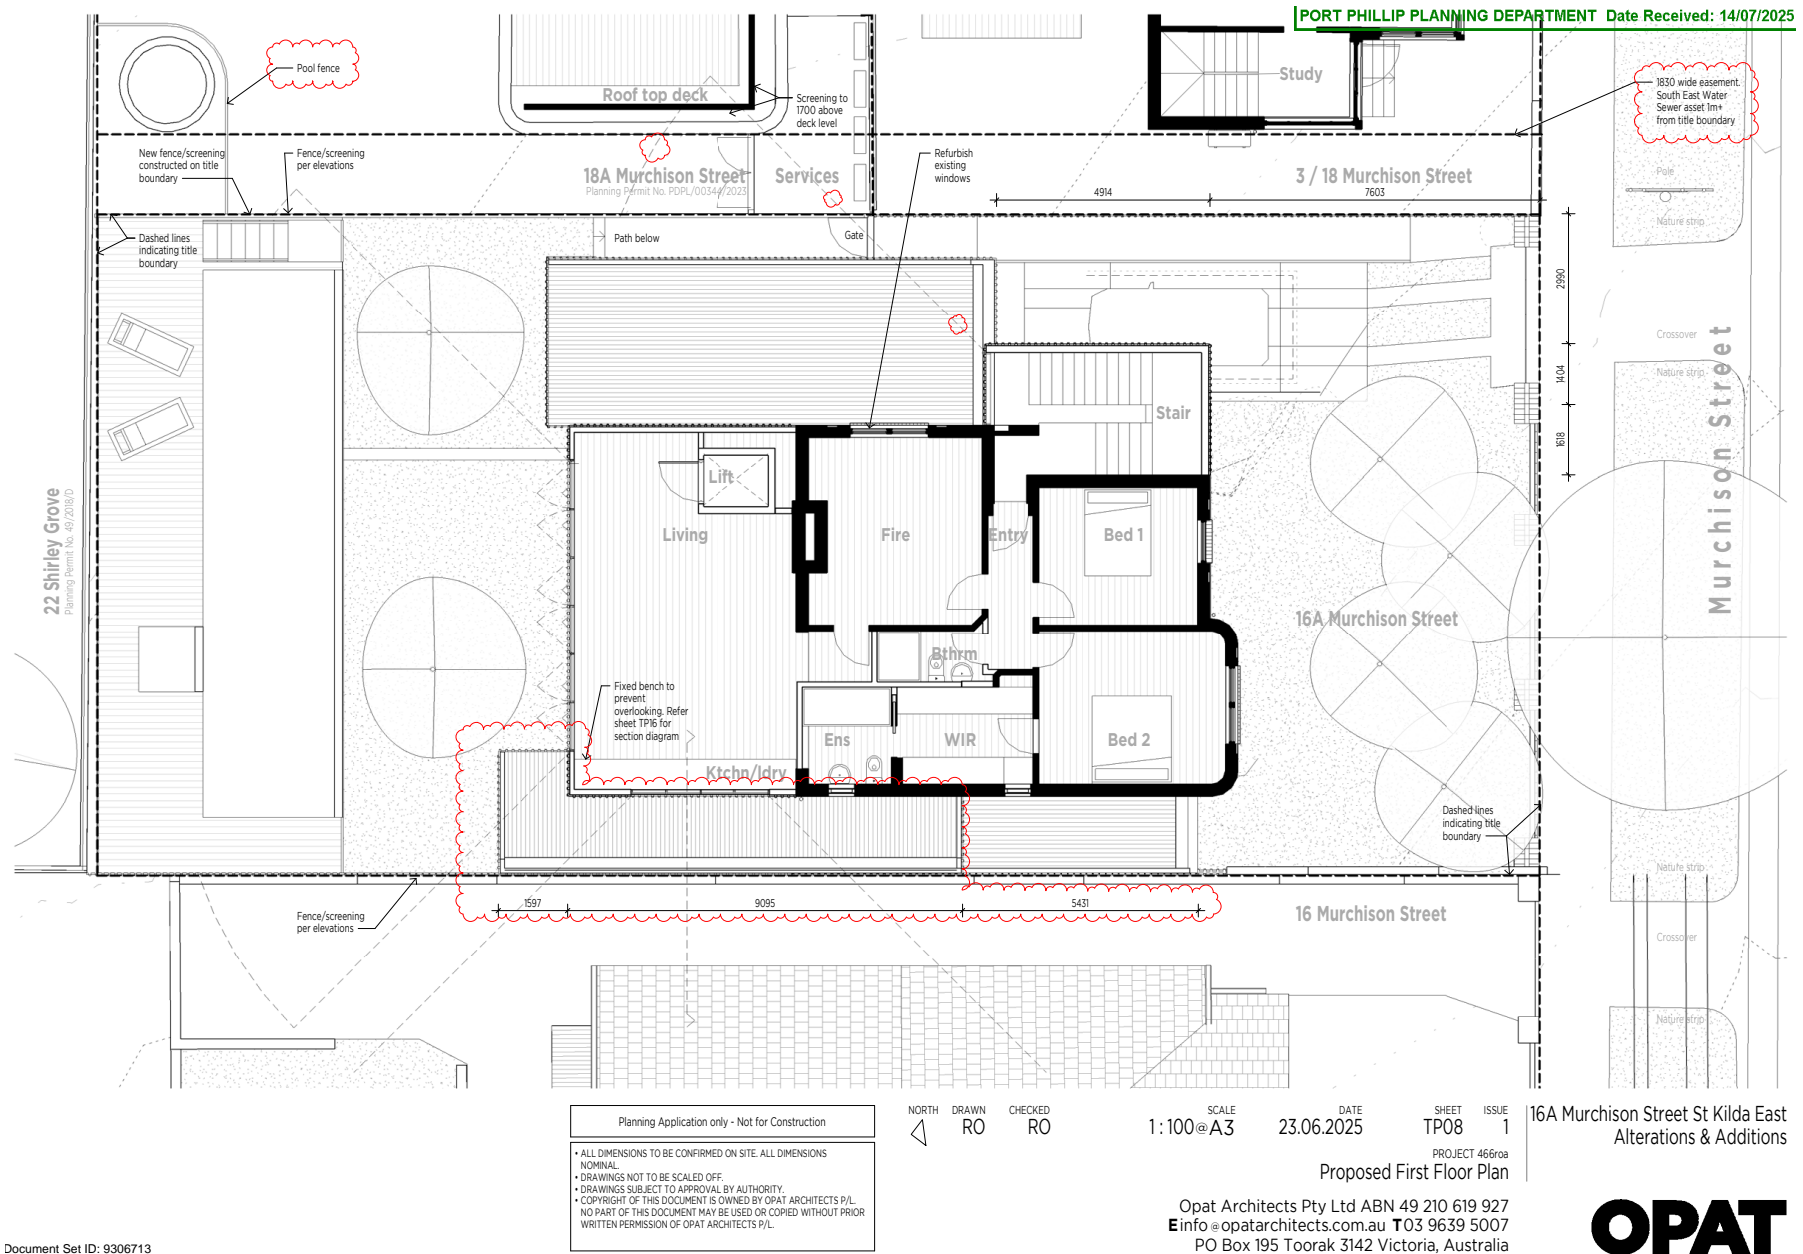 PORT PHILLIP PLANNING DEPARTMENT Date Received: 14/07/2025
Pool fence
Roof top deck
Screening to
1700 above
deck level
Study
1830 wide easement.
South East Water
Sewer asset 1m+
from title boundary
New fence/screening
constructed on title
boundary
Fence/screening
per elevations
18A Murchison Street
Planning Permit No. PDPL/00344/2023
Services
Refurbish
existing
windows
3 / 18 Murchison Street
Pole
Nature strip
4914
7603
Dashed lines
indicating title
boundary
Path below
Gate
2990
Crossover
Nature strip
1404
1618
Murchison Street
Stair
Lift
Living
Fire
Entry
Bed 1
22 Shirley Grove
Planning Permit No. 49/2018/D
16A Murchison Street
Bthrm
Fixed bench to
prevent
overlooking. Refer
sheet TP16 for
section diagram
Ens
WIR
Bed 2
Ktchn/ldry
Dashed lines
indicating title
boundary
Nature strip
Fence/screening
per elevations
1597
9095
5431
16 Murchison Street
Crossover
Nature strip
Planning Application only - Not for Construction
• ALL DIMENSIONS TO BE CONFIRMED ON SITE. ALL DIMENSIONS
NOMINAL.
• DRAWINGS NOT TO BE SCALED OFF.
• DRAWINGS SUBJECT TO APPROVAL BY AUTHORITY.
• COPYRIGHT OF THIS DOCUMENT IS OWNED BY OPAT ARCHITECTS P/L.
NO PART OF THIS DOCUMENT MAY BE USED OR COPIED WITHOUT PRIOR
WRITTEN PERMISSION OF OPAT ARCHITECTS P/L.
NORTH DRAWN CHECKED SCALE DATE SHEET ISSUE
RO RO 1:100@A3 23.06.2025 TP08 1
16A Murchison Street St Kilda East
Alterations & Additions
PROJECT 466roa
Proposed First Floor Plan
Opat Architects Pty Ltd ABN 49 210 619 927
E info@opatarchitects.com.au T 03 9639 5007
PO Box 195 Toorak 3142 Victoria, Australia
OPAT
Document Set ID: 9306713